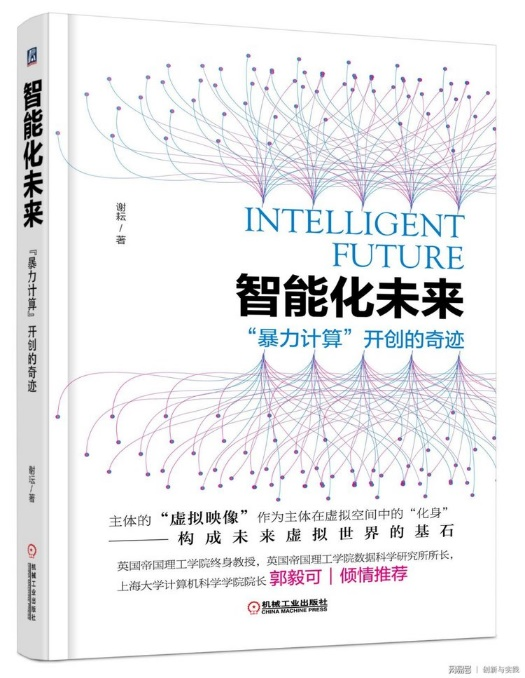 智能化未来
『暴力计算』开创的奇迹
谢耘/著
机械工业出版社
谢耘/著
INTELLIGENT
FUTURE
智能化未来
“暴力计算”开创的奇迹
主体的“虚拟映像”作为主体在虚拟空间中的“化身”
——构成未来虚拟世界的基石
英国帝国理工学院终身教授，英国帝国理工学院数据科学研究所所长，
上海大学计算机科学学院院长 郭毅可｜倾情推荐
机械工业出版社
CHINA MACHINE PRESS
网易号 | 创新与实践